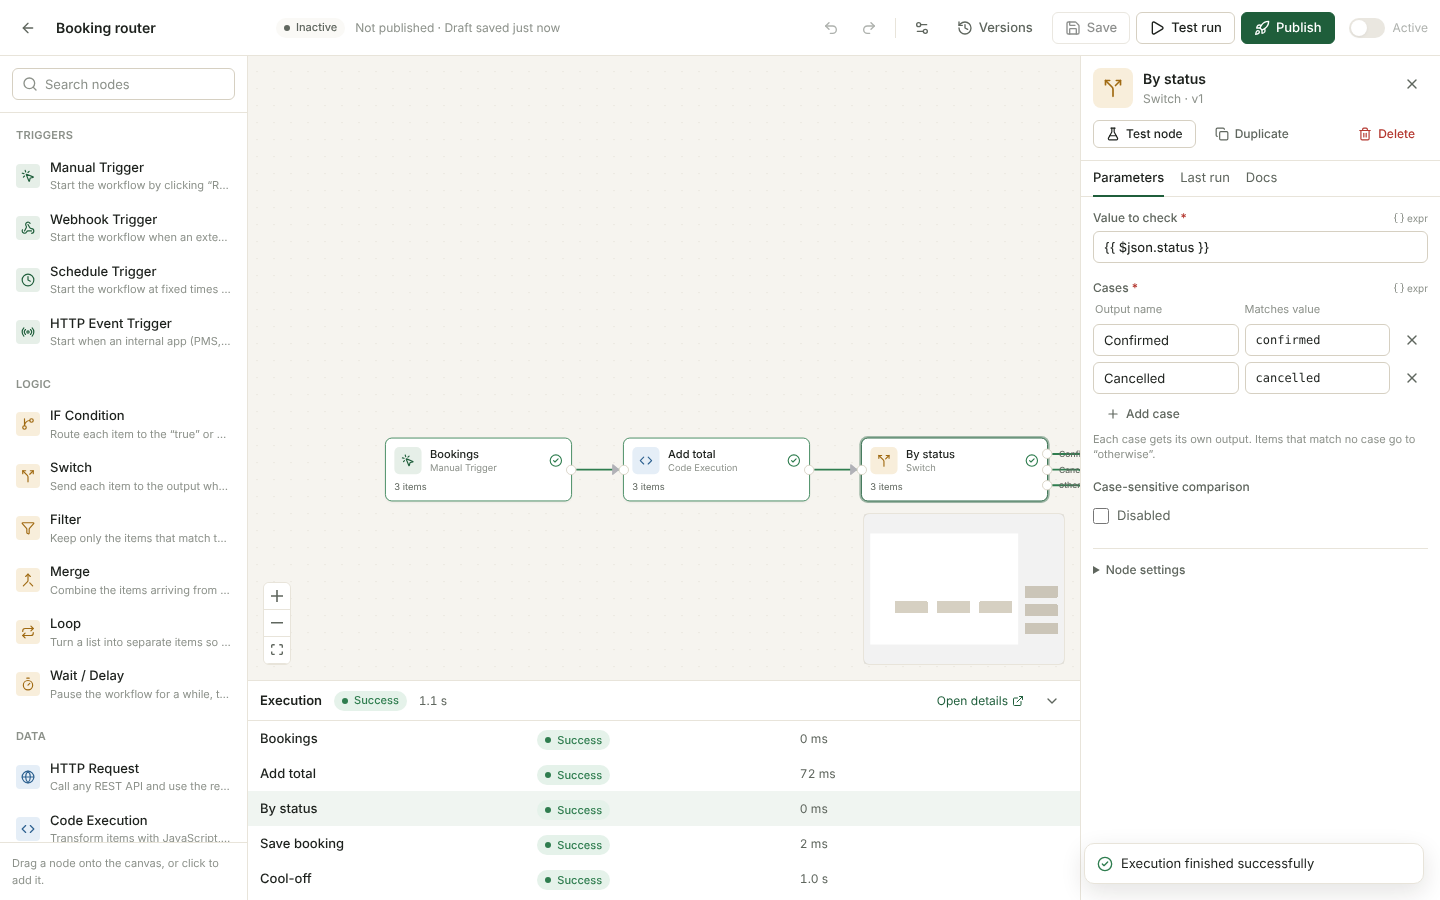 Booking router
Inactive
Not published · Draft saved just now
Versions
Save
Test run
Publish
Active
Search nodes
TRIGGERS
Manual Trigger
Start the workflow by clicking “R...
Webhook Trigger
Start the workflow when an exte...
Schedule Trigger
Start the workflow at fixed times ...
HTTP Event Trigger
Start when an internal app (PMS,...
LOGIC
IF Condition
Route each item to the “true” or ...
Switch
Send each item to the output wh...
Filter
Keep only the items that match t...
Merge
Combine the items arriving from ...
Loop
Turn a list into separate items so ...
Wait / Delay
Pause the workflow for a while, t...
DATA
HTTP Request
Call any REST API and use the re...
Code Execution
Transform items with JavaScript,...
Drag a node onto the canvas, or click to
add it.
Bookings
Manual Trigger
3 items
Add total
Code Execution
3 items
By status
Switch
3 items
Confi
Cance
other
Execution
Success
1.1 s
Open details
Bookings
Success
0 ms
Add total
Success
72 ms
By status
Success
0 ms
Save booking
Success
2 ms
Cool-off
Success
1.0 s
By status
Switch · v1
Test node
Duplicate
Delete
Parameters
Last run
Docs
Value to check *
{ } expr
{{ $json.status }}
Cases *
{ } expr
Output name
Matches value
Confirmed
confirmed
Cancelled
cancelled
Add case
Each case gets its own output. Items that match no case go to
“otherwise”.
Case-sensitive comparison
Disabled
Node settings
Execution finished successfully